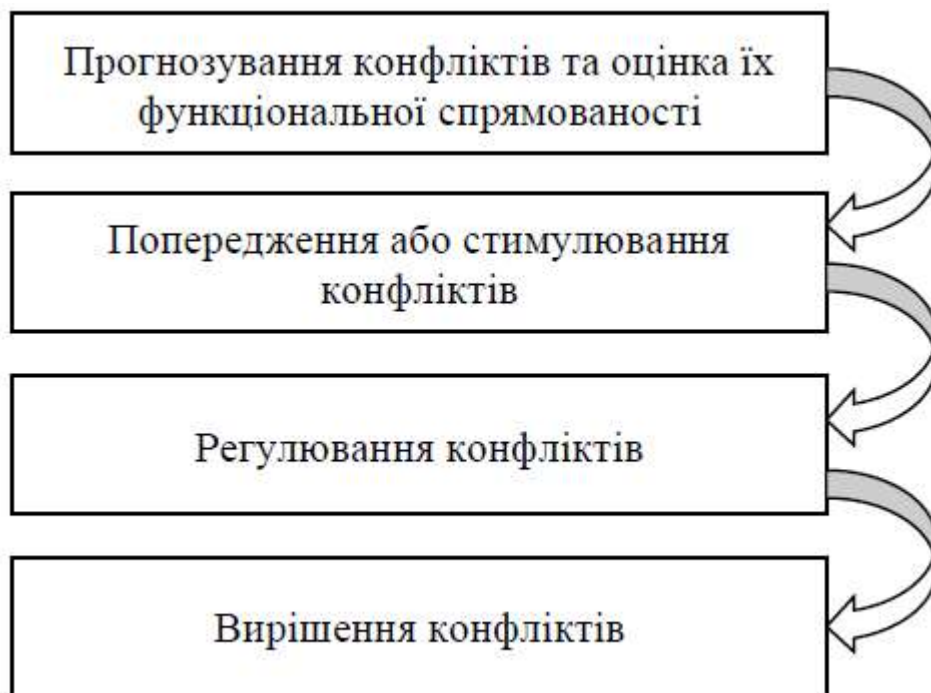 Прогнозування конфліктів та оцінка їх
функціональної спрямованості
Попередження або стимулювання
конфліктів
Регулювання конфліктів
Вирішення конфліктів